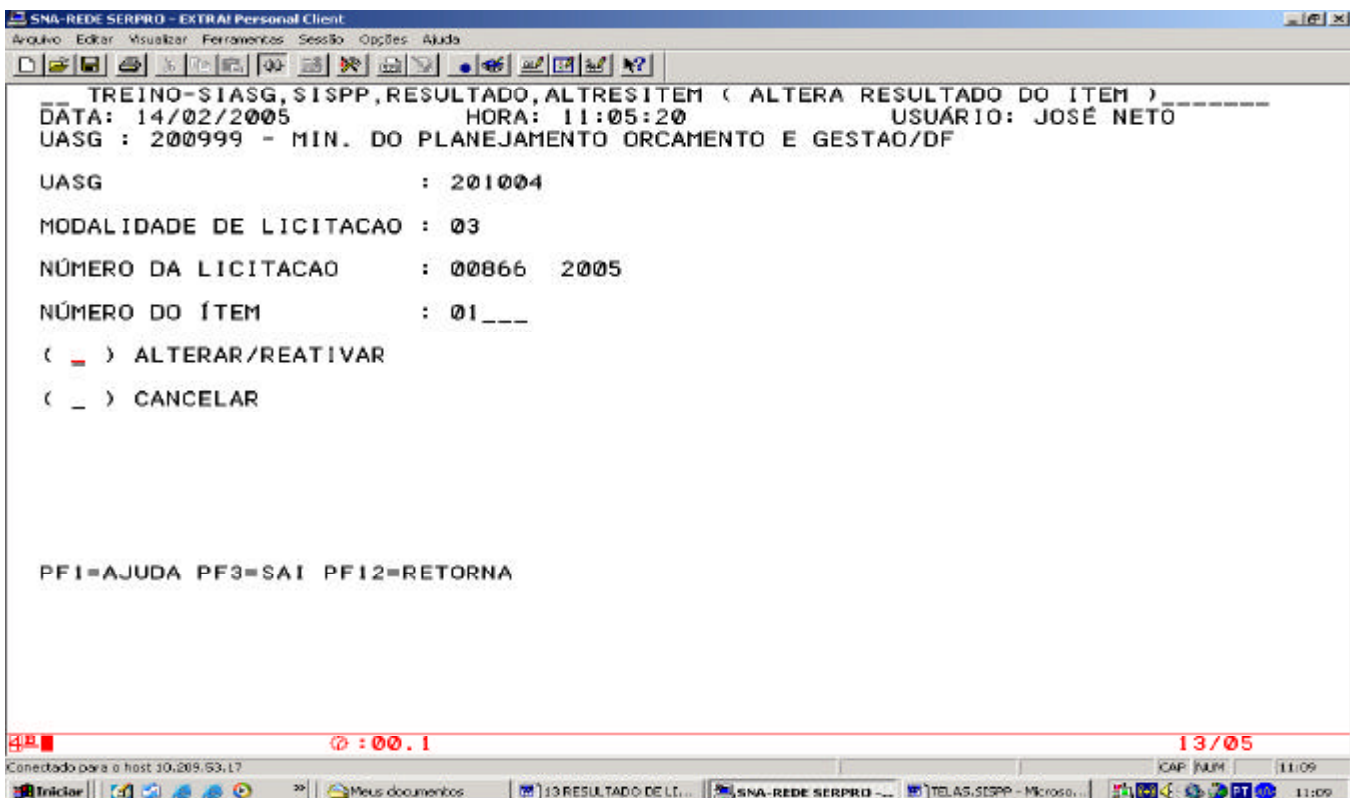 SNA-REDE SERPRO - EXTRA! Personal Client
Arquivo Editar Visualizar Ferramentas Sessão Opções Ajuda
__ TREINO-SIASG,SISPP,RESULTADO,ALTRESITEM ( ALTERA RESULTADO DO ITEM )_______
DATA: 14/02/2005 HORA: 11:05:20 USUÁRIO: JOSÉ NETO
UASG : 200999 - MIN. DO PLANEJAMENTO ORCAMENTO E GESTAO/DF
UASG : 201004
MODALIDADE DE LICITACAO : 03
NÚMERO DA LICITACAO : 00866 2005
NÚMERO DO ÍTEM : 01___
( _ ) ALTERAR/REATIVAR
( _ ) CANCELAR
PF1=AJUDA PF3=SAI PF12=RETORNA
:00.1 13/05
Conectado para o host 10.209.53.17 CAP NUM 11:09
Iniciar Meus documentos 13 RESULTADO DE LI... SNA-REDE SERPRO -... TELAS.SISPP - Microso... PT 11:09